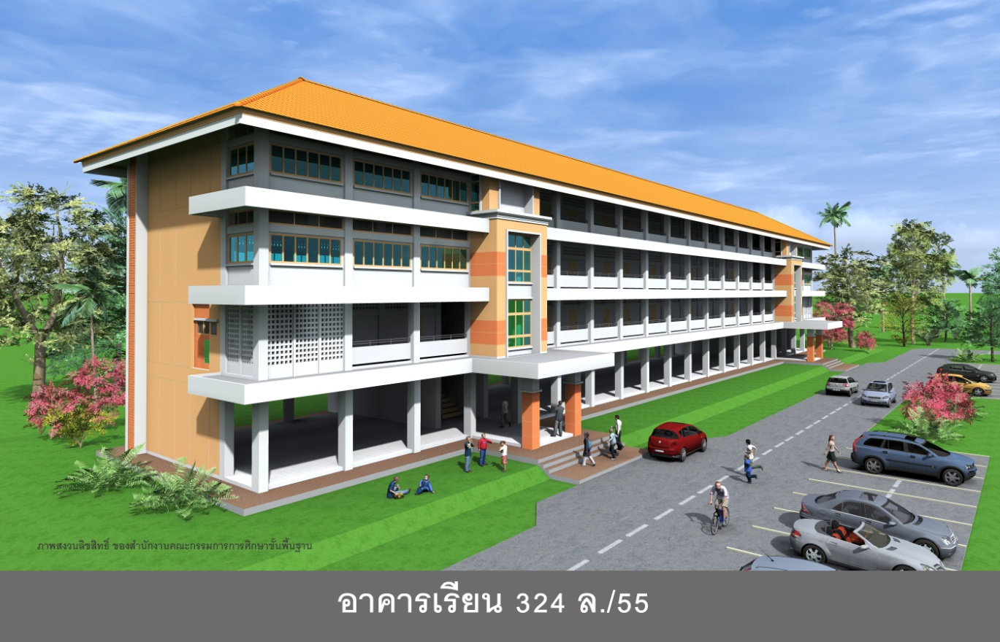 ภาพสงวนลิขสิทธิ์ ของสำนักงานคณะกรรมการการศึกษาขั้นพื้นฐาน
อาคารเรียน 324 ล./55